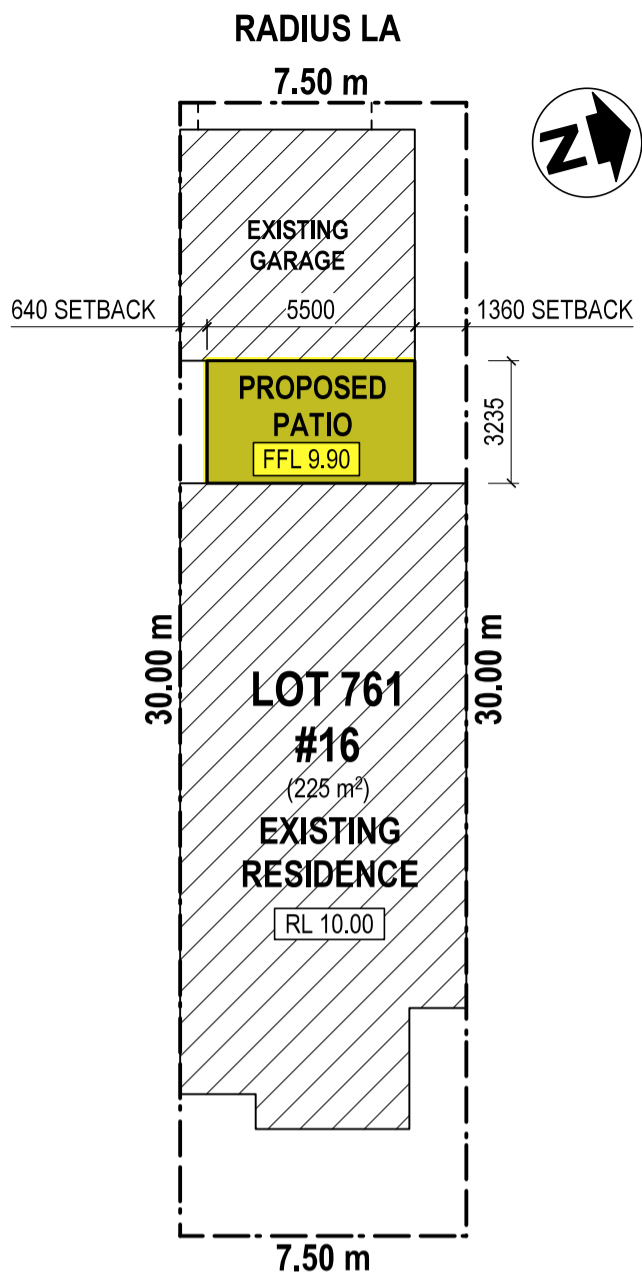 RADIUS LA
7.50 m
N
EXISTING
GARAGE
640 SETBACK
5500
1360 SETBACK
PROPOSED
PATIO
FFL 9.90
3235
30.00 m
30.00 m
LOT 761
#16
(225 m²)
EXISTING
RESIDENCE
RL 10.00
7.50 m